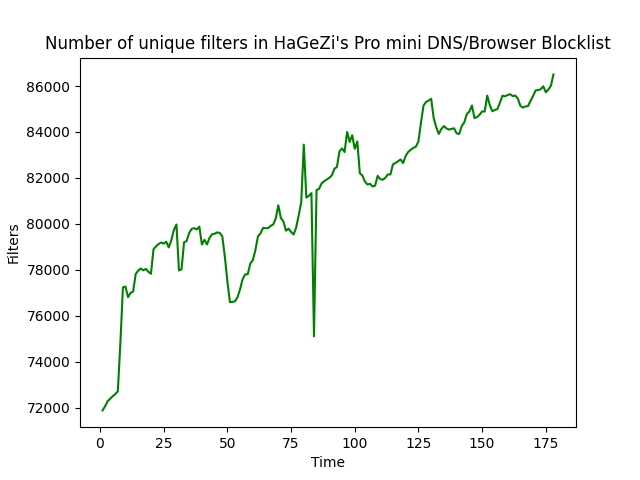 Number of unique filters in HaGeZi's Pro mini DNS/Browser Blocklist
86000
84000
82000
80000
78000
76000
74000
72000
Filters
0 25 50 75 100 125 150 175
Time